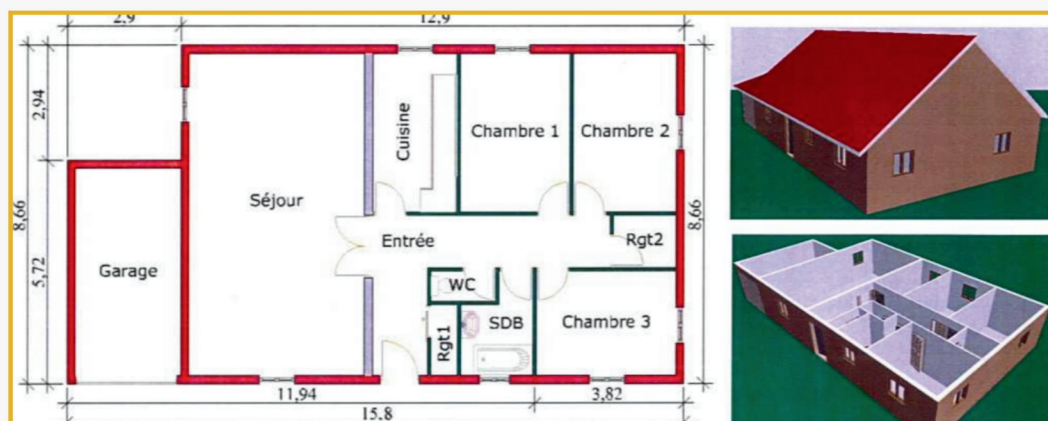 2,9
12,9
2,94
8,66
5,72
8,66
Cuisine
Chambre 1
Chambre 2
Séjour
Entrée
Rgt2
Garage
WC
SDB
Rgt1
Chambre 3
11,94
3,82
15,8